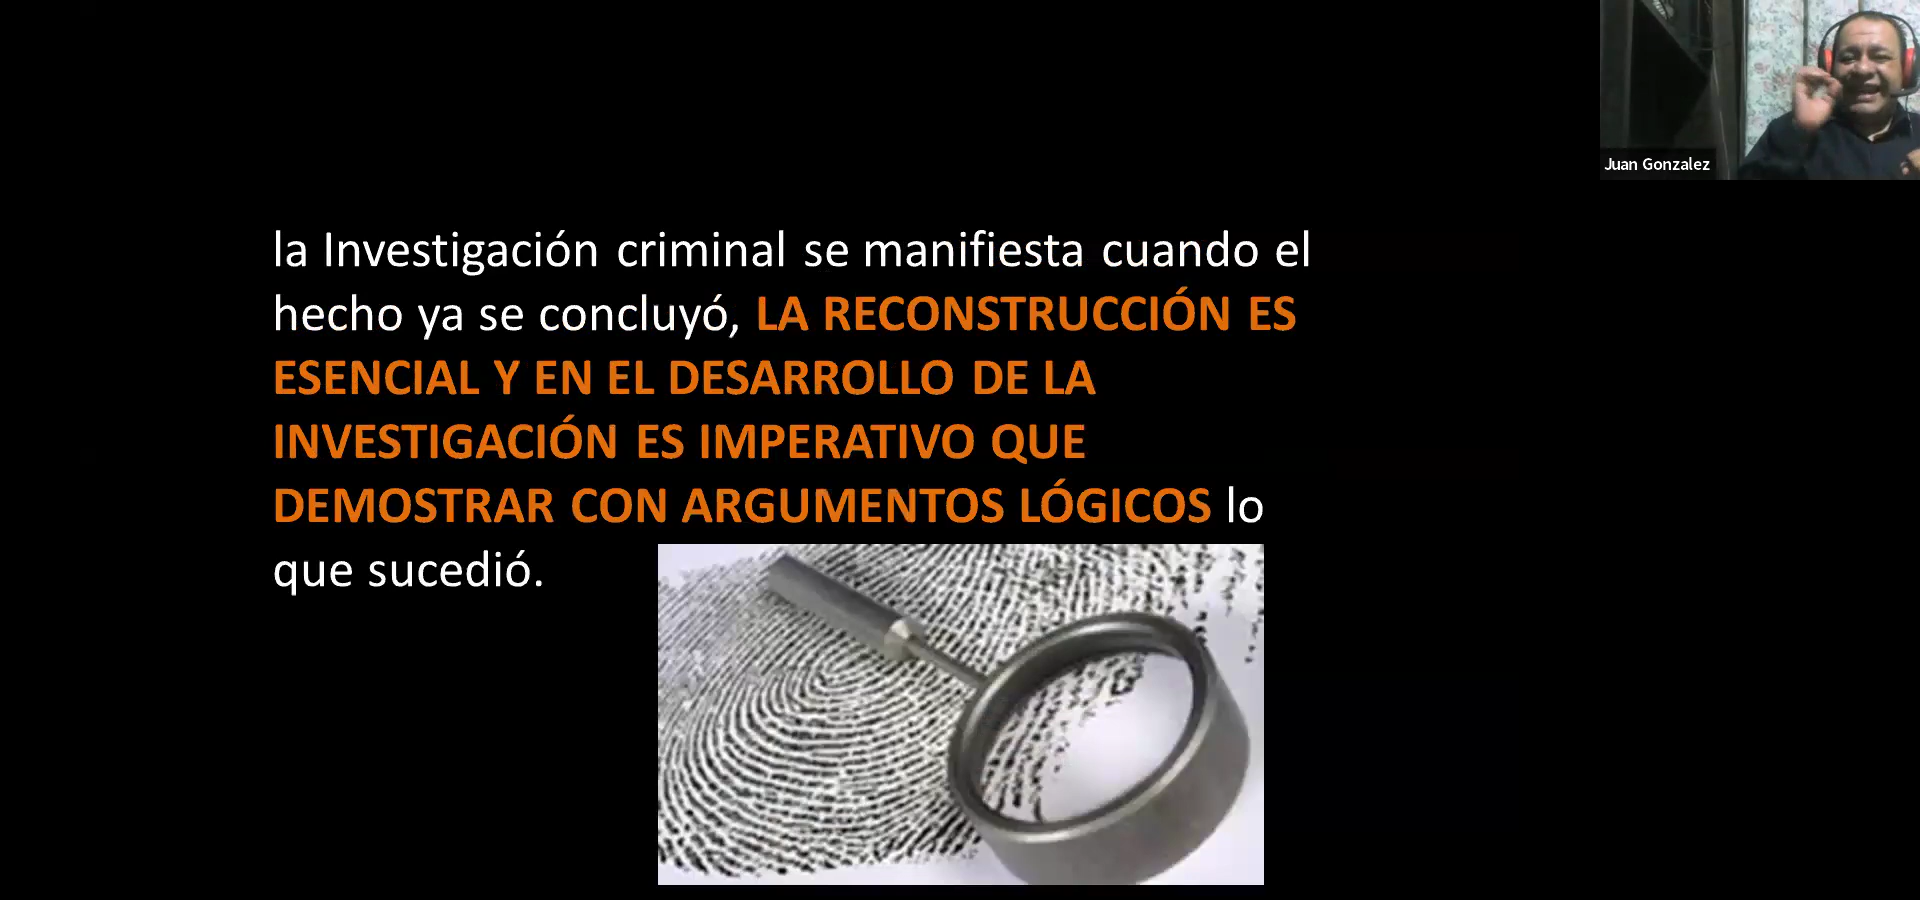 Juan Gonzalez
la Investigación criminal se manifiesta cuando el
hecho ya se concluyó, LA RECONSTRUCCIÓN ES
ESENCIAL Y EN EL DESARROLLO DE LA
INVESTIGACIÓN ES IMPERATIVO QUE
DEMOSTRAR CON ARGUMENTOS LÓGICOS lo
que sucedió.